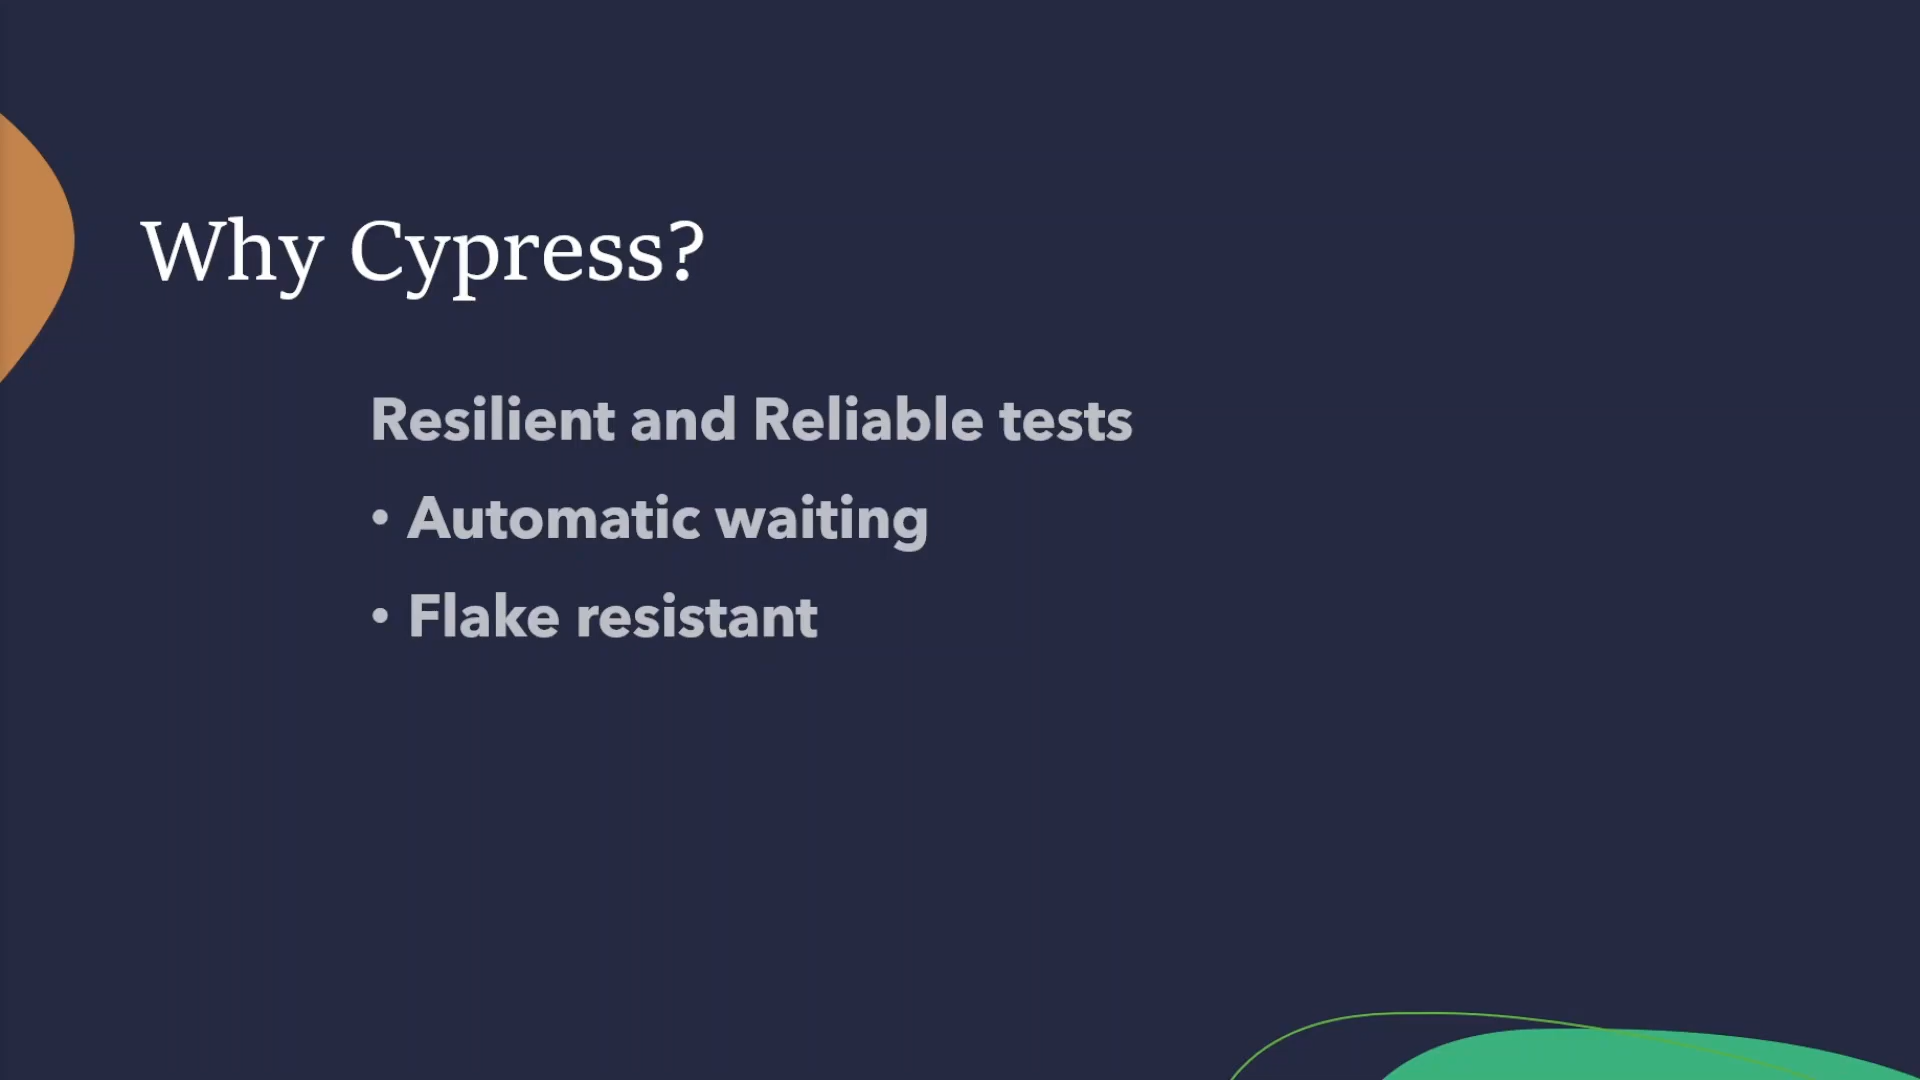 Why Cypress?
Resilient and Reliable tests
• Automatic waiting
• Flake resistant